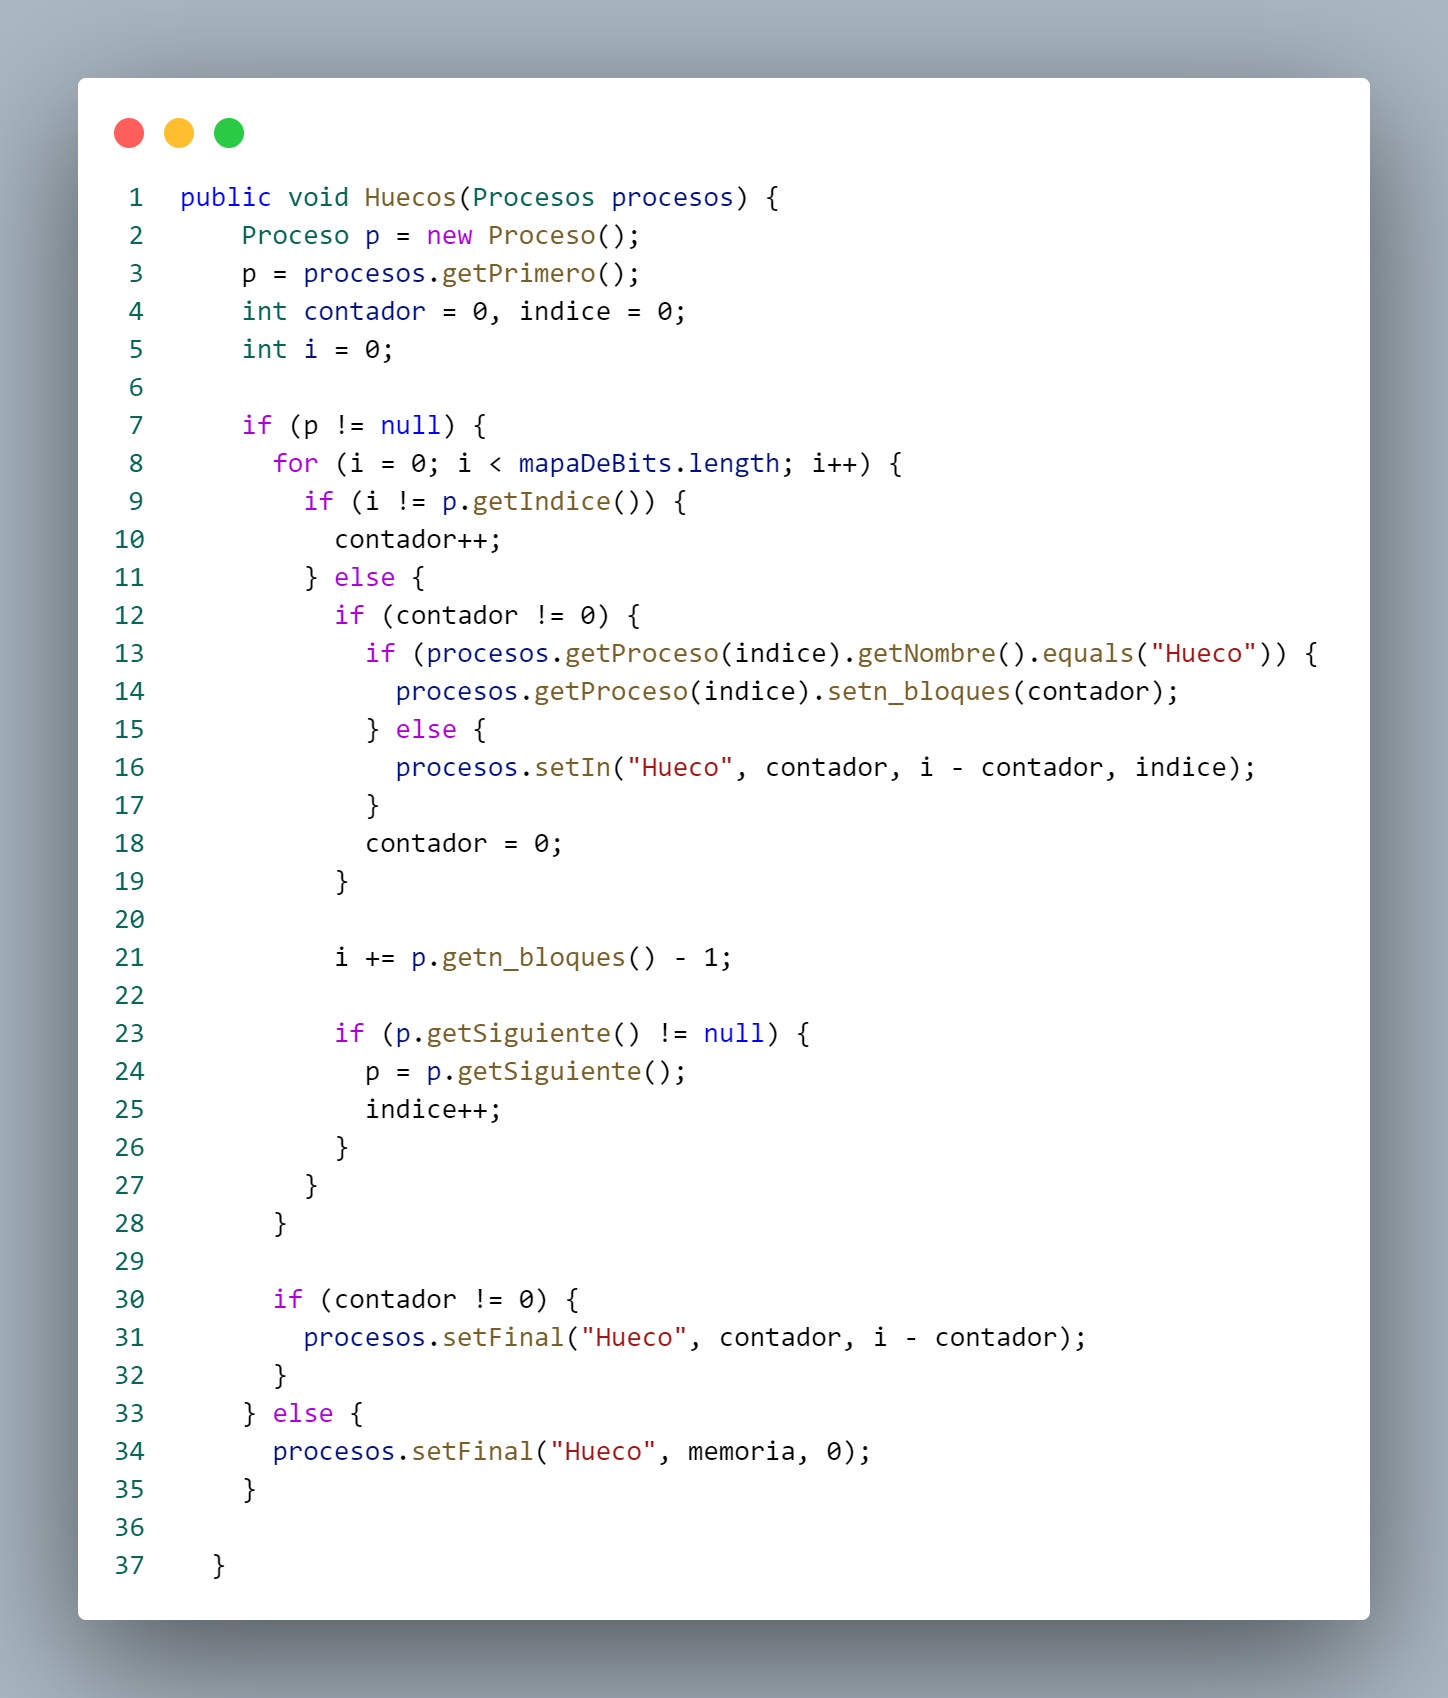 1 public void Huecos(Procesos procesos) {
2 Proceso p = new Proceso();
3 p = procesos.getPrimero();
4 int contador = 0, indice = 0;
5 int i = 0;
6
7 if (p != null) {
8 for (i = 0; i < mapaDeBits.length; i++) {
9 if (i != p.getIndice()) {
10 contador++;
11 } else {
12 if (contador != 0) {
13 if (procesos.getProceso(indice).getNombre().equals("Hueco")) {
14 procesos.getProceso(indice).setn_bloques(contador);
15 } else {
16 procesos.setIn("Hueco", contador, i - contador, indice);
17 }
18 contador = 0;
19 }
20
21 i += p.getn_bloques() - 1;
22
23 if (p.getSiguiente() != null) {
24 p = p.getSiguiente();
25 indice++;
26 }
27 }
28 }
29
30 if (contador != 0) {
31 procesos.setFinal("Hueco", contador, i - contador);
32 }
33 } else {
34 procesos.setFinal("Hueco", memoria, 0);
35 }
36
37 }